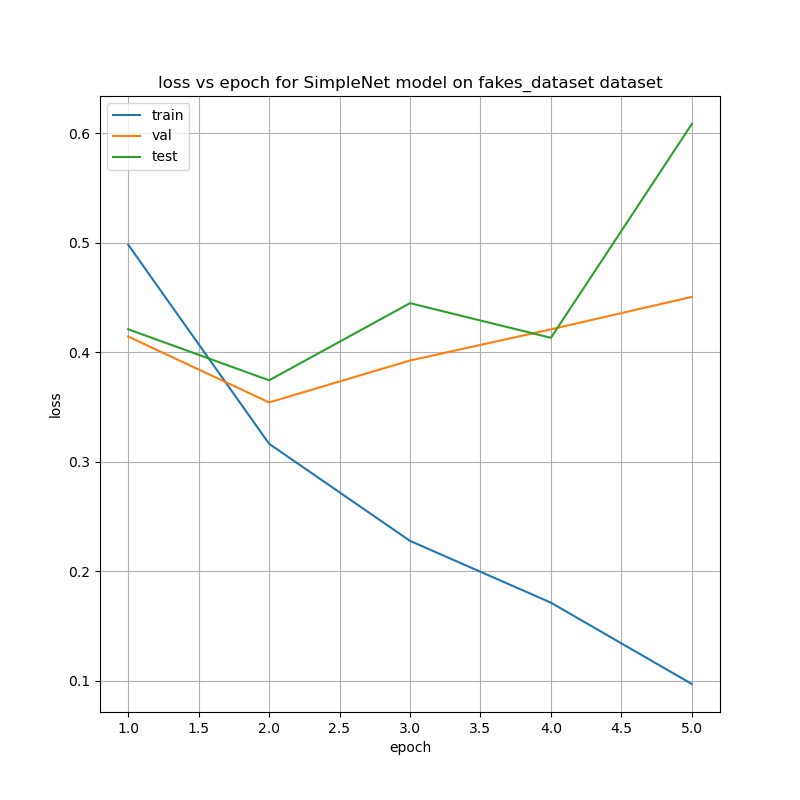 loss vs epoch for SimpleNet model on fakes_dataset dataset
train
val
test
0.6
0.5
0.4
0.3
0.2
0.1
loss
1.0 1.5 2.0 2.5 3.0 3.5 4.0 4.5 5.0
epoch